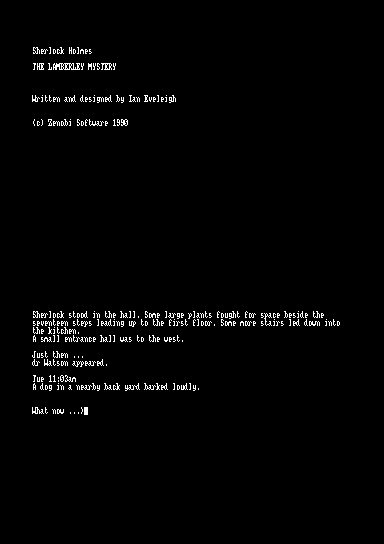 Sherlock Holmes
THE LAMBERLEY MYSTERY
Written and designed by Ian Eveleigh
(c) Zenobi Software 1990
Sherlock stood in the hall. Some large plants fought for space beside the
seventeen steps leading up to the first floor. Some more stairs led down into
the kitchen.
A small entrance hall was to the west.
Just then ...
dr Watson appeared.
Tue 11:03am
A dog in a nearby back yard barked loudly.
What now ...>